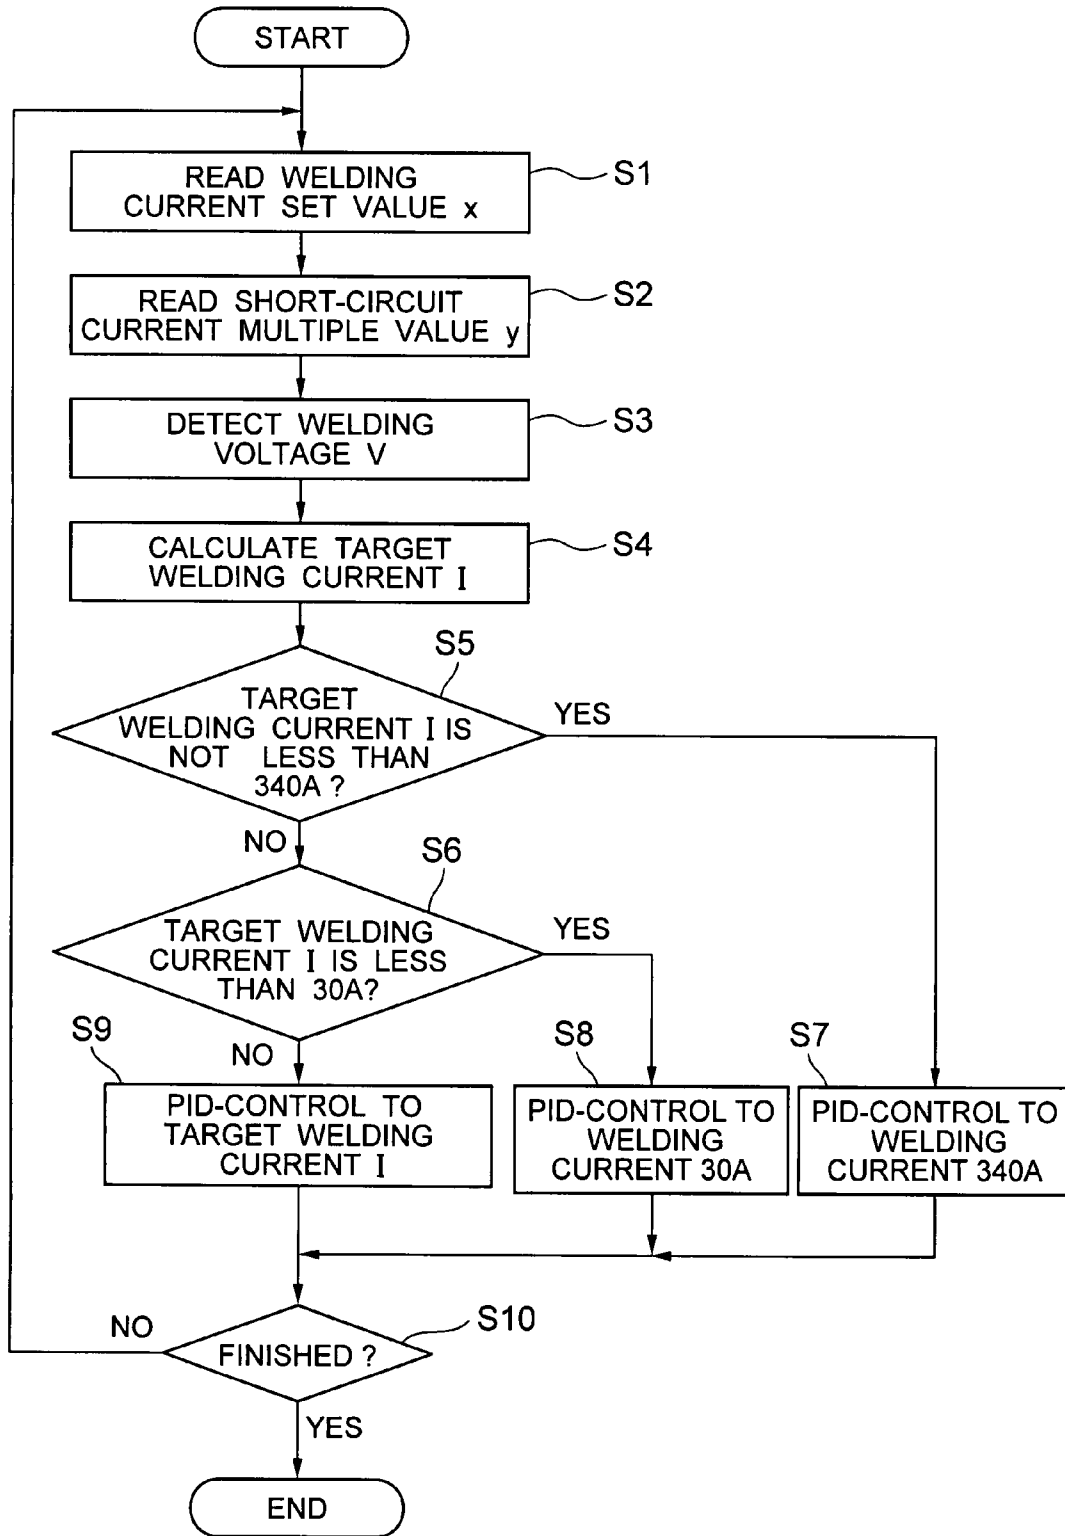 START
READ WELDING
CURRENT SET VALUE x
S1
READ SHORT-CIRCUIT
CURRENT MULTIPLE VALUE y
S2
DETECT WELDING
VOLTAGE V
S3
CALCULATE TARGET
WELDING CURRENT I
S4
S5
TARGET
WELDING CURRENT I IS
NOT LESS THAN
340A ?
YES
NO
S6
TARGET WELDING
CURRENT I IS LESS
THAN 30A?
YES
NO
S9
PID-CONTROL TO
TARGET WELDING
CURRENT I
S8
PID-CONTROL TO
WELDING
CURRENT 30A
S7
PID-CONTROL TO
WELDING
CURRENT 340A
S10
FINISHED ?
NO
YES
END